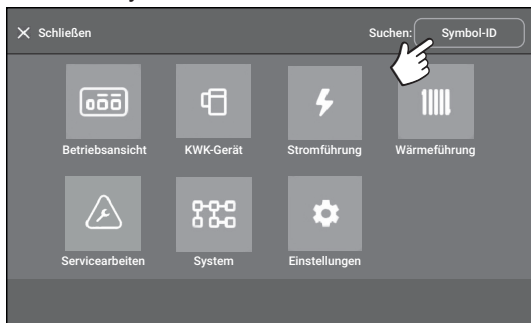 Schließen
Suchen: Symbol-ID
Betriebsansicht KWK-Gerät Stromführung Wärmeführung
Servicearbeiten System Einstellungen